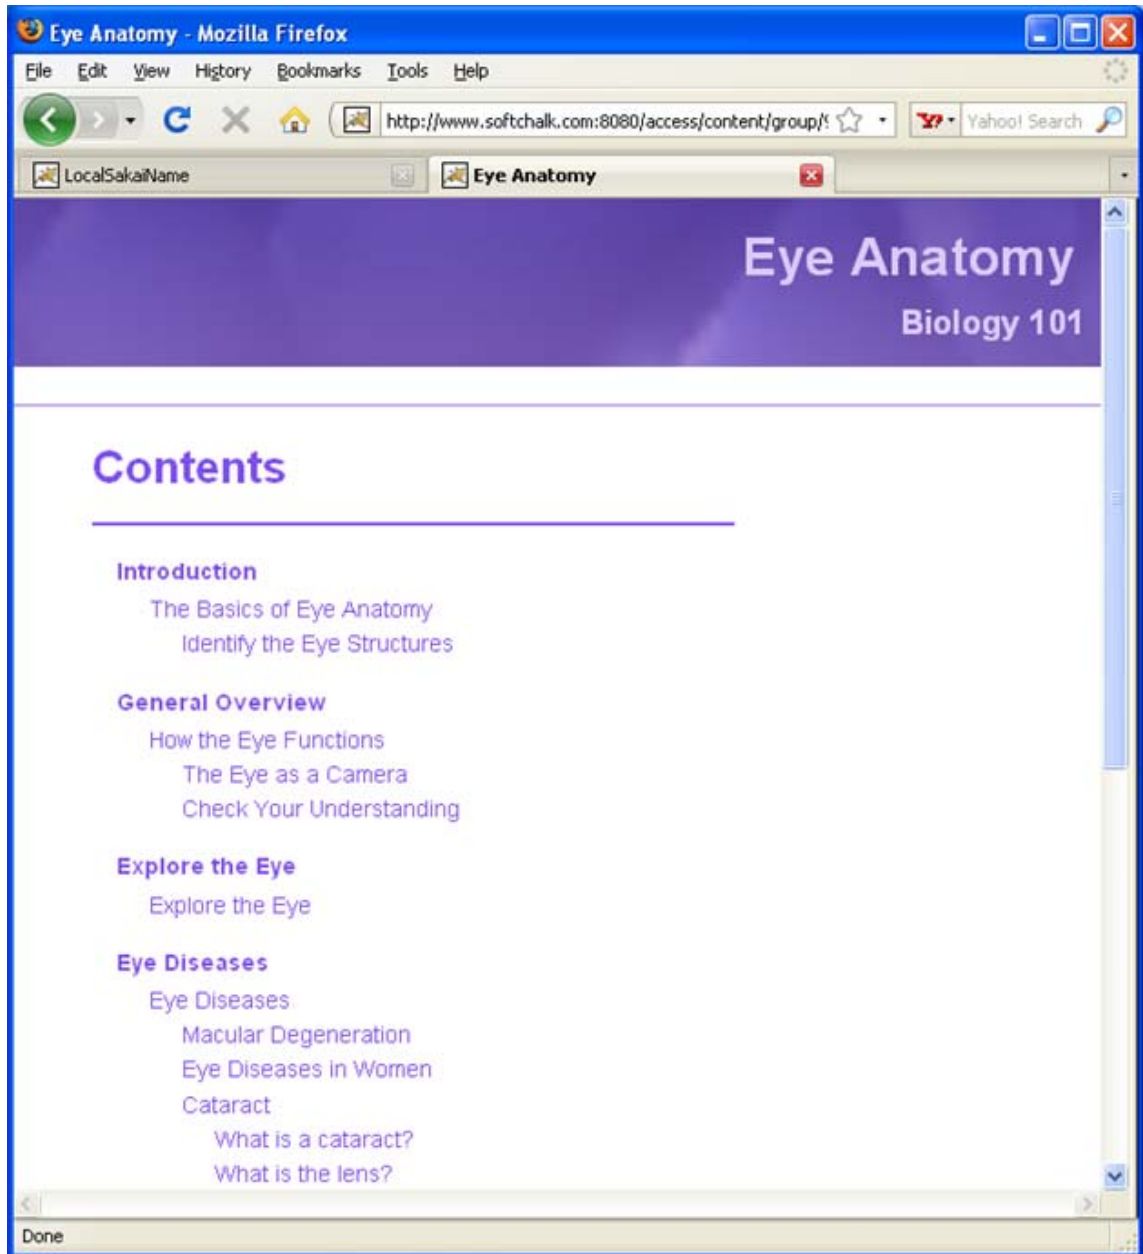 Eye Anatomy - Mozilla Firefox
File Edit View History Bookmarks Tools Help
http://www.softchalk.com:8080/access/content/group/ Yahoo! Search
LocalSakaiName Eye Anatomy
Eye Anatomy
Biology 101
Contents
Introduction
The Basics of Eye Anatomy
Identify the Eye Structures
General Overview
How the Eye Functions
The Eye as a Camera
Check Your Understanding
Explore the Eye
Explore the Eye
Eye Diseases
Eye Diseases
Macular Degeneration
Eye Diseases in Women
Cataract
What is a cataract?
What is the lens?
Done